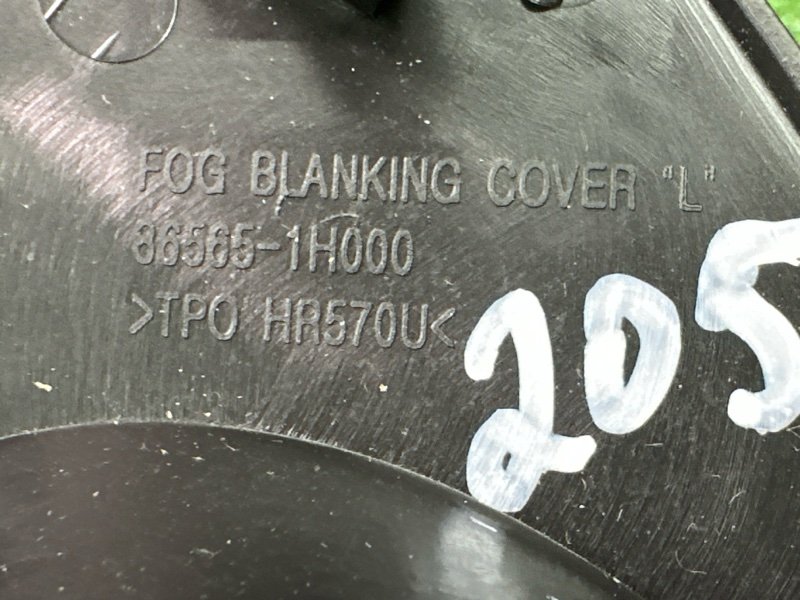 FOG BLANKING COVER "L"
86565-1H000
>TPO HR570U<
205